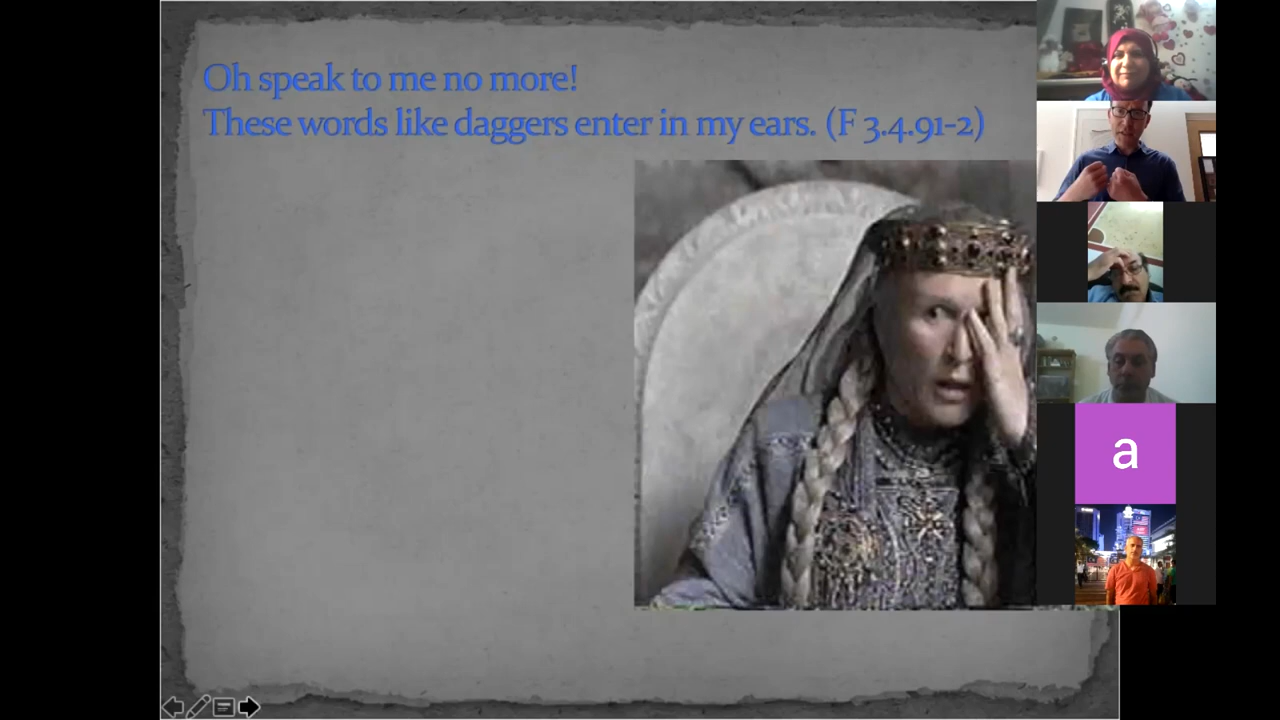 Oh speak to me no more!
These words like daggers enter in my ears. (F 3.4.91-2)
a